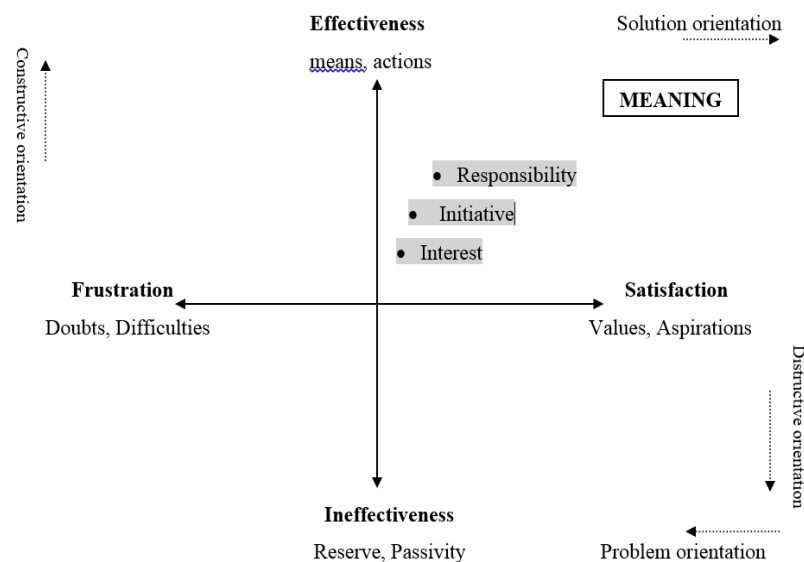 Effectiveness
Solution orientation
means, actions
Constructive orientation
MEANING
• Responsibility
• Initiative
• Interest
Frustration
Satisfaction
Doubts, Difficulties
Values, Aspirations
Distructive orientation
Ineffectiveness
Reserve, Passivity
Problem orientation